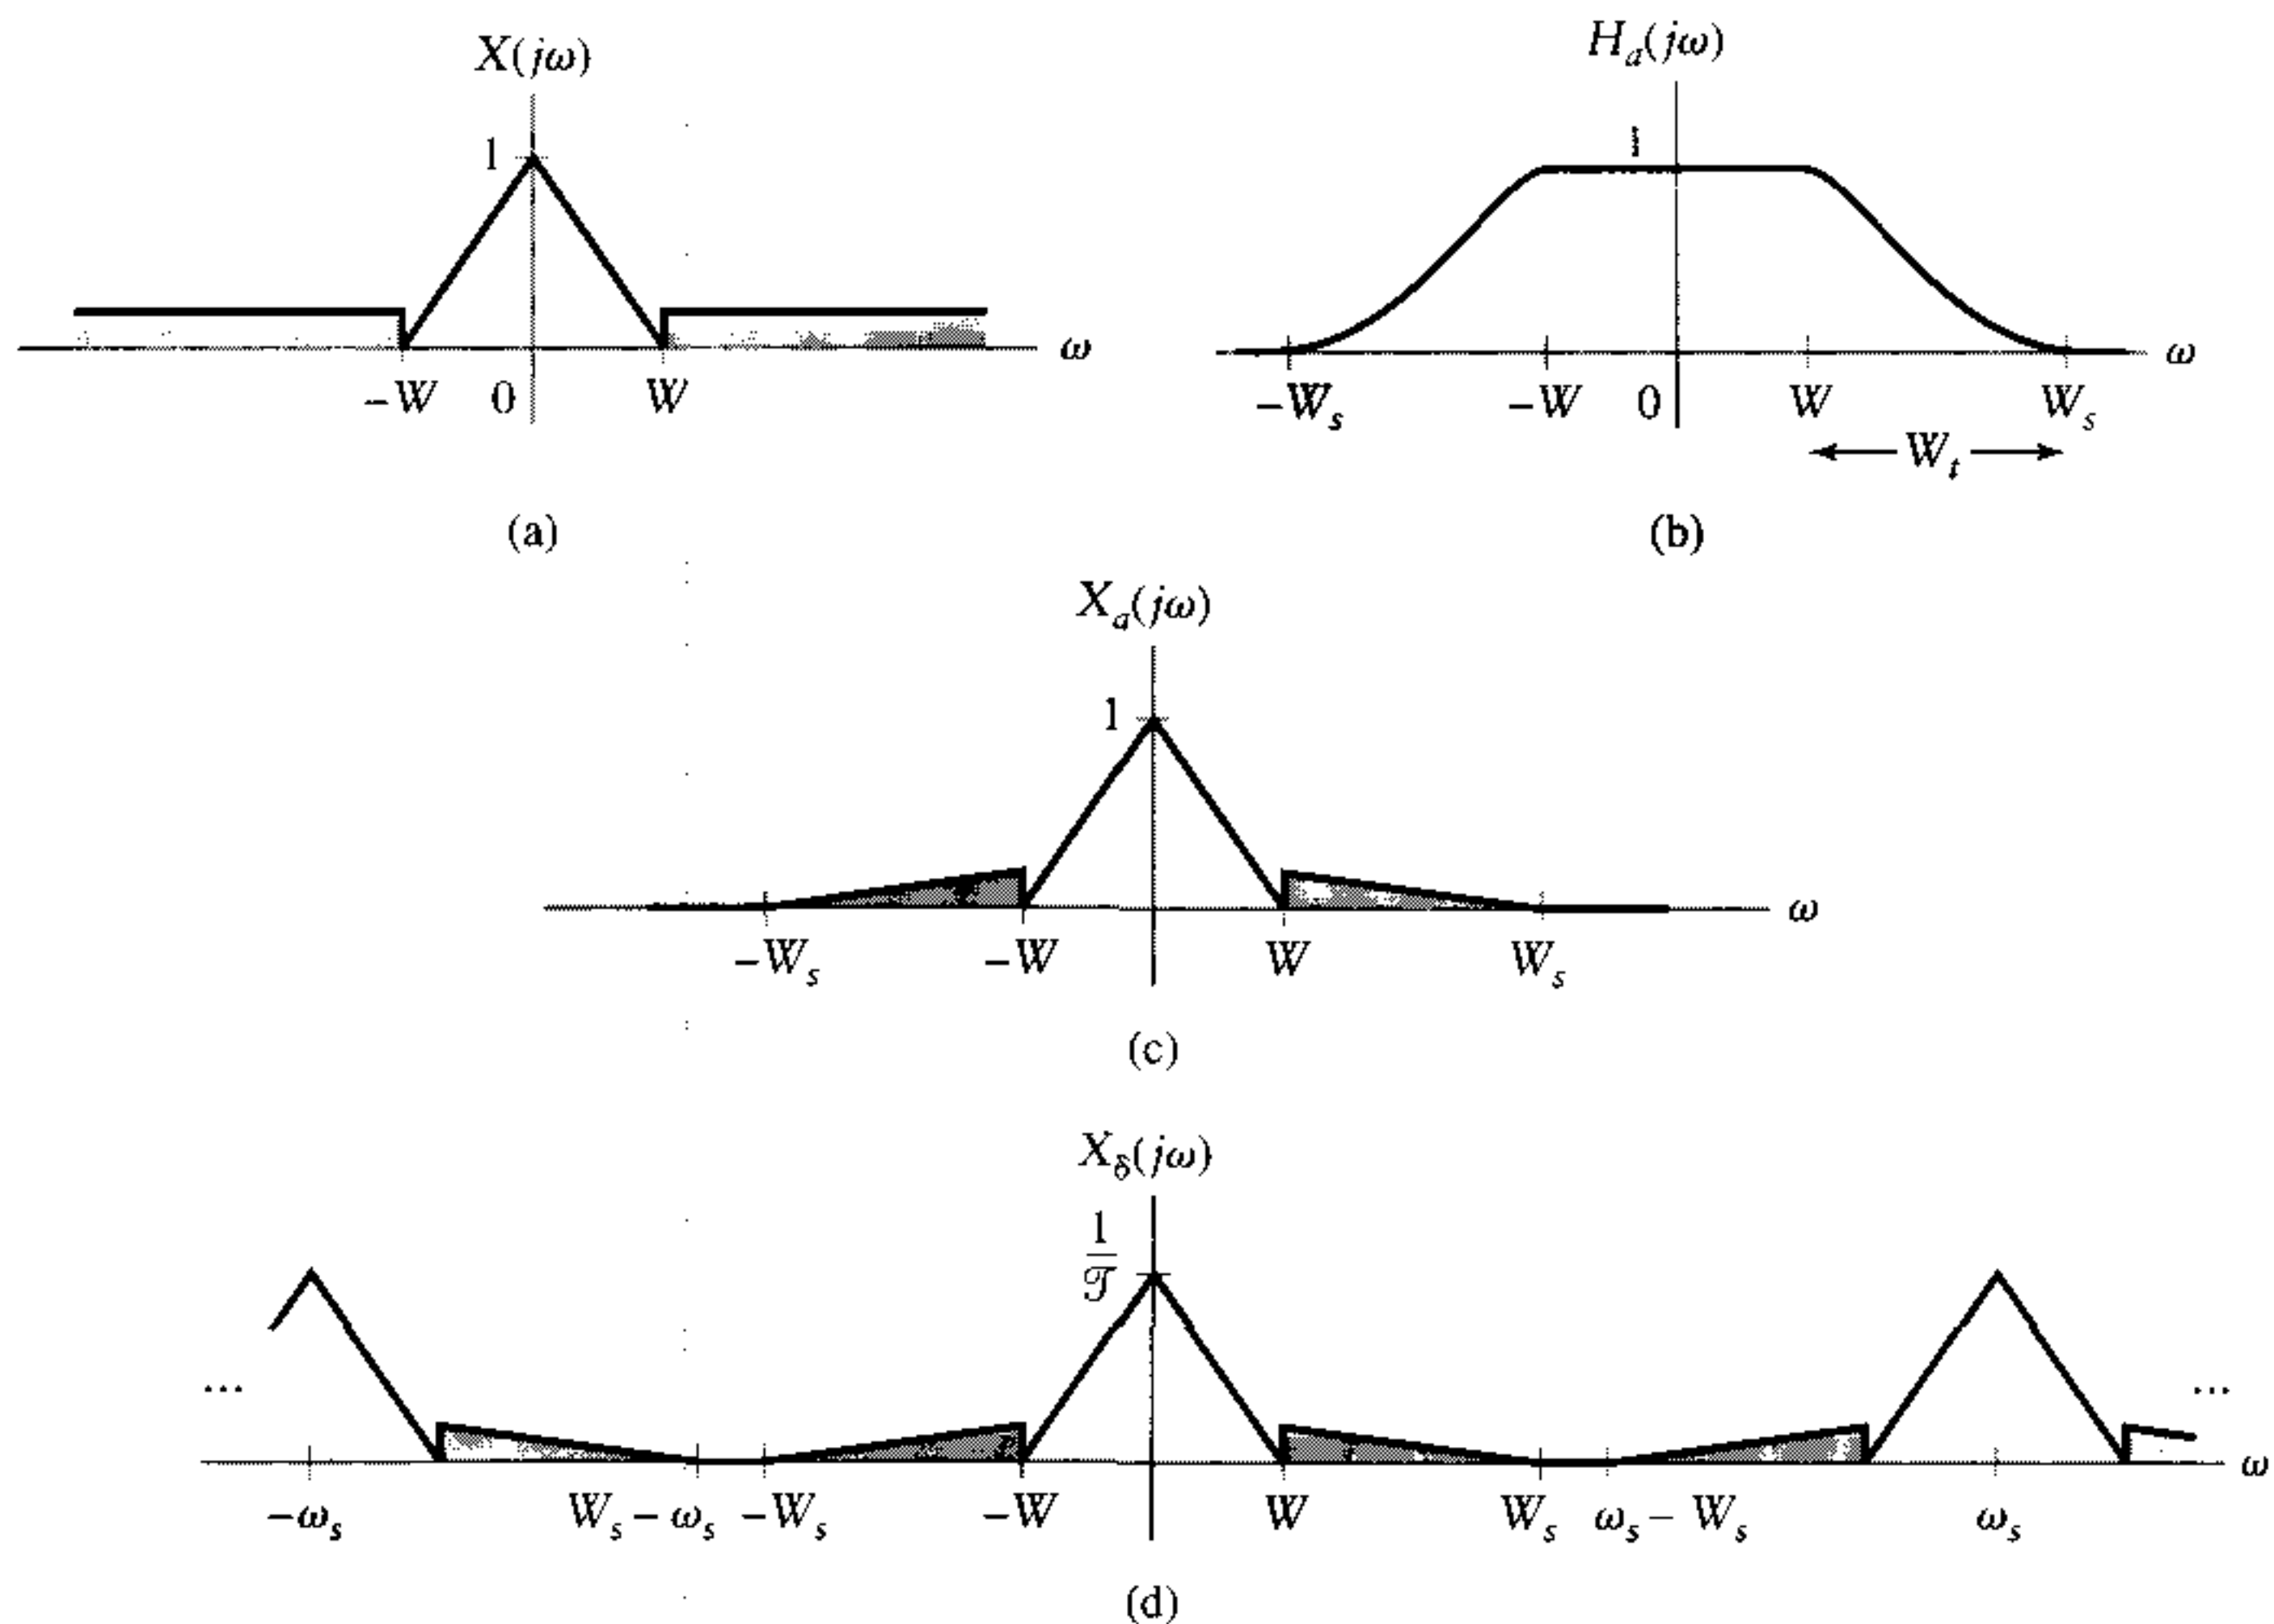 X(jω)
1
-W 0 W ω
(a)
H_a(jω)
1
-W_s -W 0 W W_s ω
W_t
(b)
X_a(jω)
1
-W_s -W W W_s ω
(c)
X_δ(jω)
1/𝒯
... ...
-ω_s W_s - ω_s -W_s -W W W_s ω_s - W_s ω_s ω
(d)